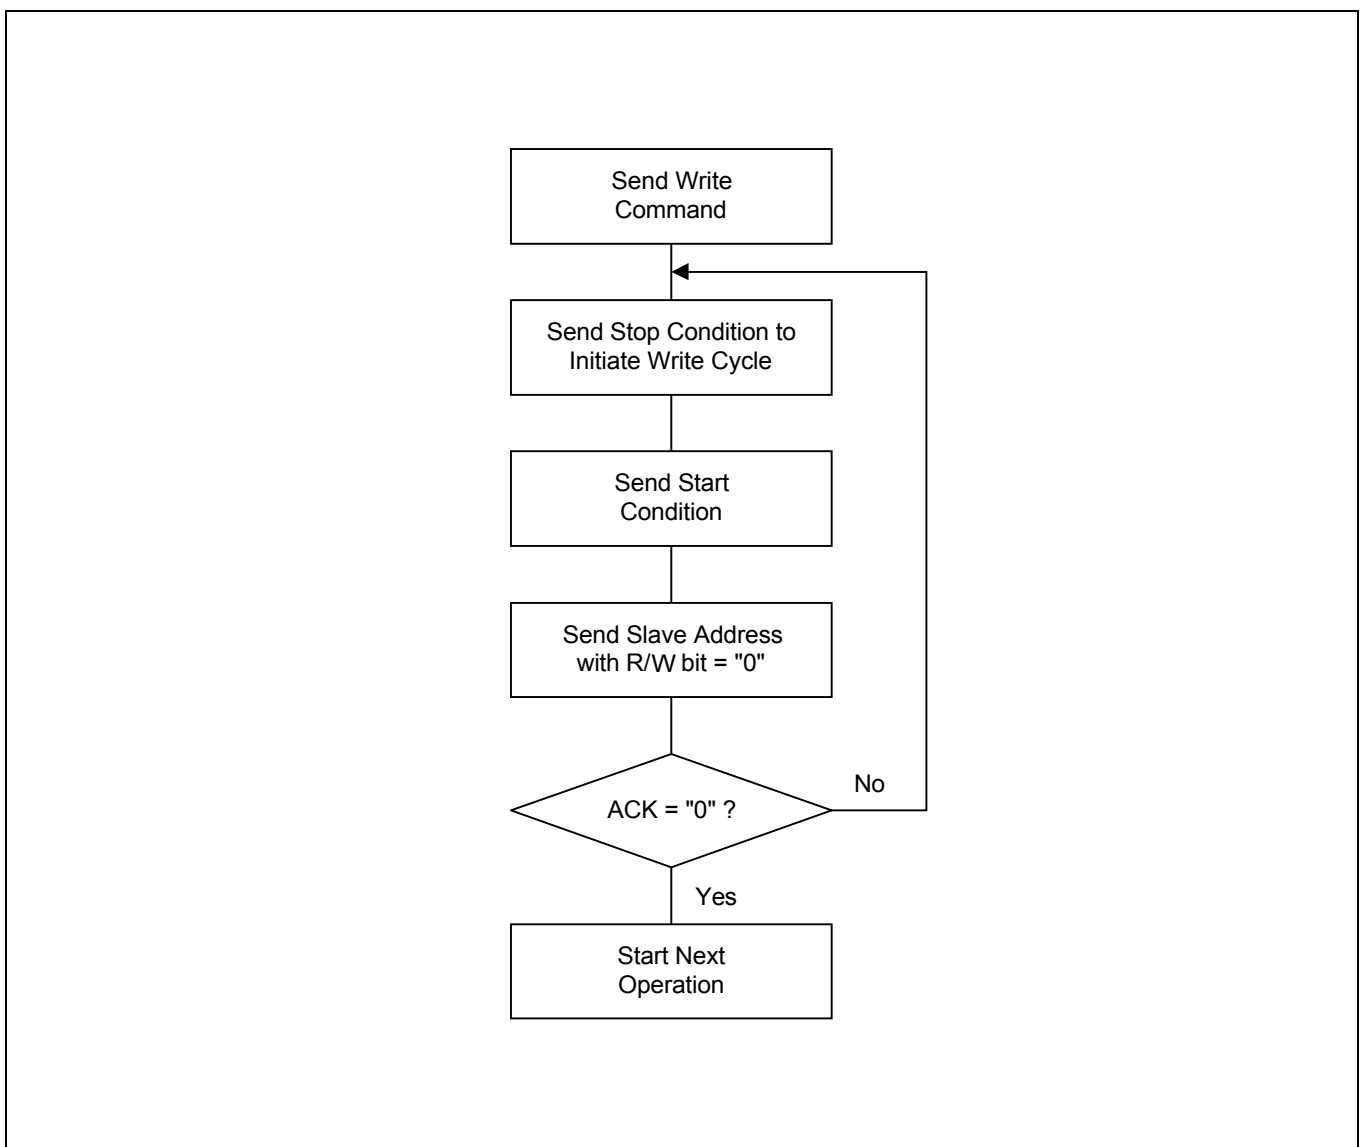 Send Write
Command
Send Stop Condition to
Initiate Write Cycle
Send Start
Condition
Send Slave Address
with R/W bit = "0"
ACK = "0" ?
No
Yes
Start Next
Operation